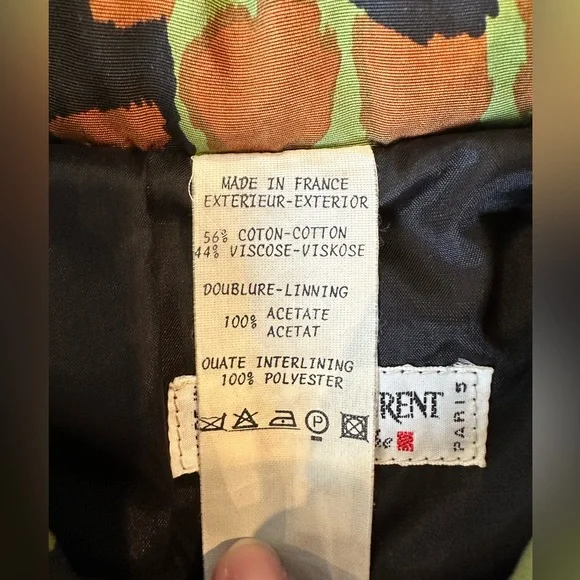 MADE IN FRANCE
EXTERIEUR-EXTERIOR
56% COTON-COTTON
44% VISCOSE-VISKOSE
DOUBLURE-LINNING
100% ACETATE
ACETAT
OUATE INTERLINING
100% POLYESTER
P
RENT
PARIS